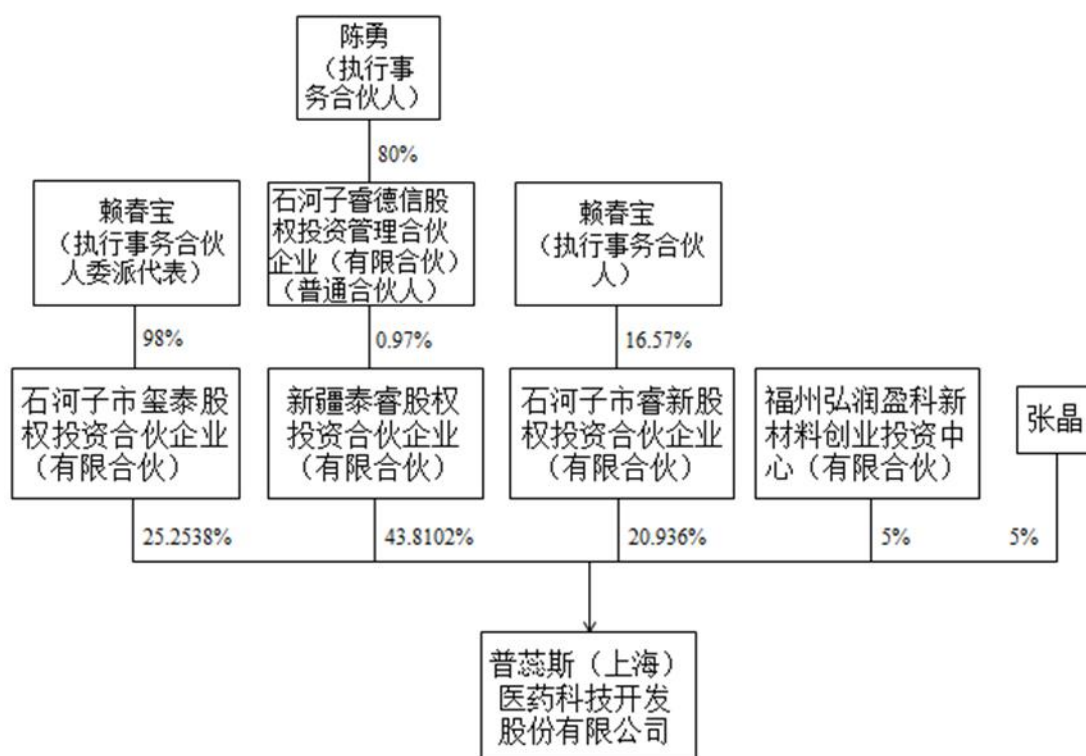 陈勇
（执行事
务合伙人）
80%
赖春宝
（执行事务合伙
人委派代表）
石河子睿德信股
权投资管理合伙
企业（有限合伙）
（普通合伙人）
赖春宝
（执行事务合伙
人）
98%
0.97%
16.57%
石河子市玺泰股
权投资合伙企业
（有限合伙）
新疆泰睿股权
投资合伙企业
（有限合伙）
石河子市睿新股
权投资合伙企业
（有限合伙）
福州弘润盈科新
材料创业投资中
心（有限合伙）
张晶
25.2538%
43.8102%
20.936%
5%
5%
普蕊斯（上海）
医药科技开发
股份有限公司